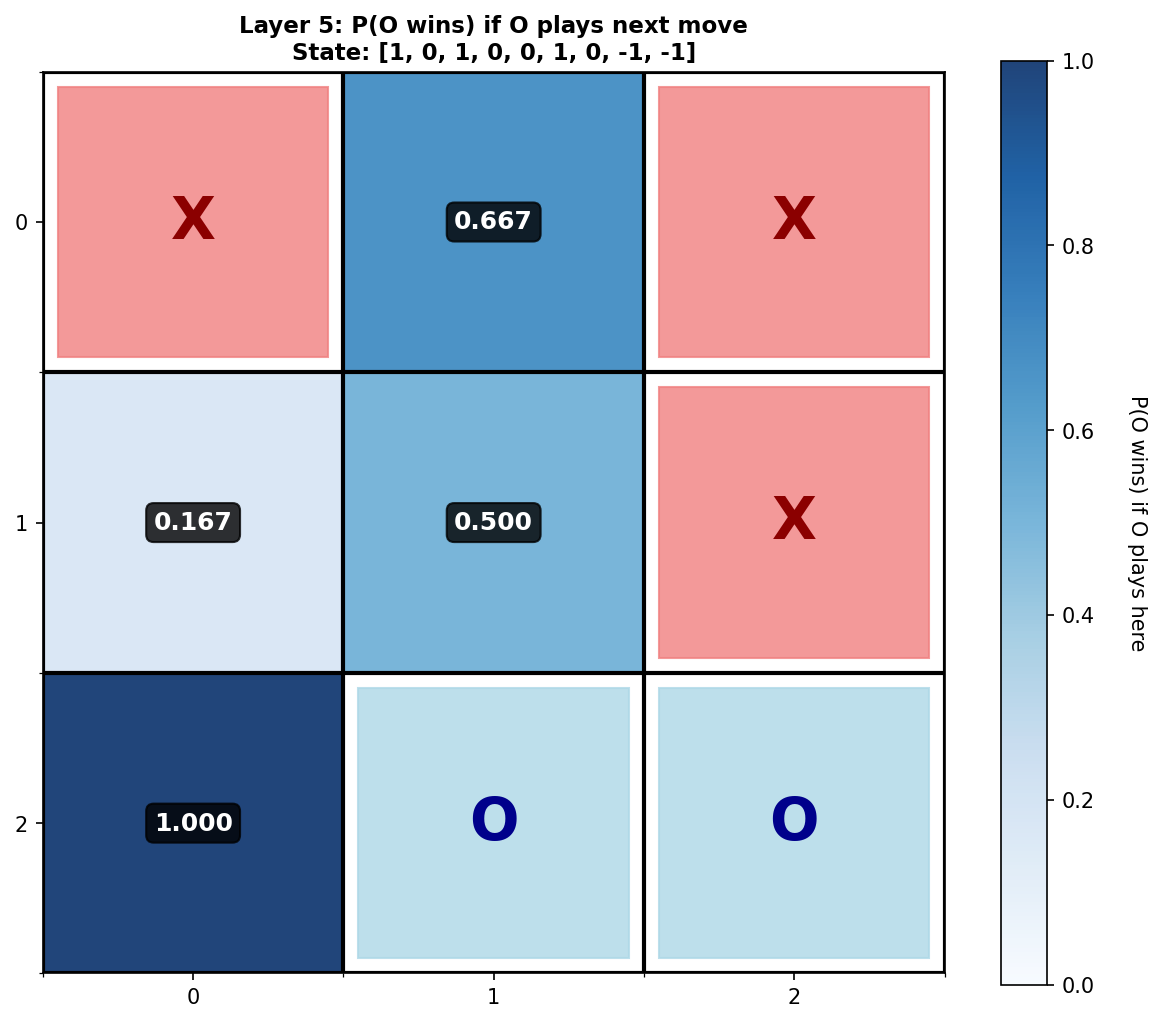 Layer 5: P(O wins) if O plays next move
State: [1, 0, 1, 0, 0, 1, 0, -1, -1]
0
X
0.667
X
1
0.167
0.500
X
2
1.000
O
O
0
1
2
1.0
0.8
0.6
0.4
0.2
0.0
P(O wins) if O plays here